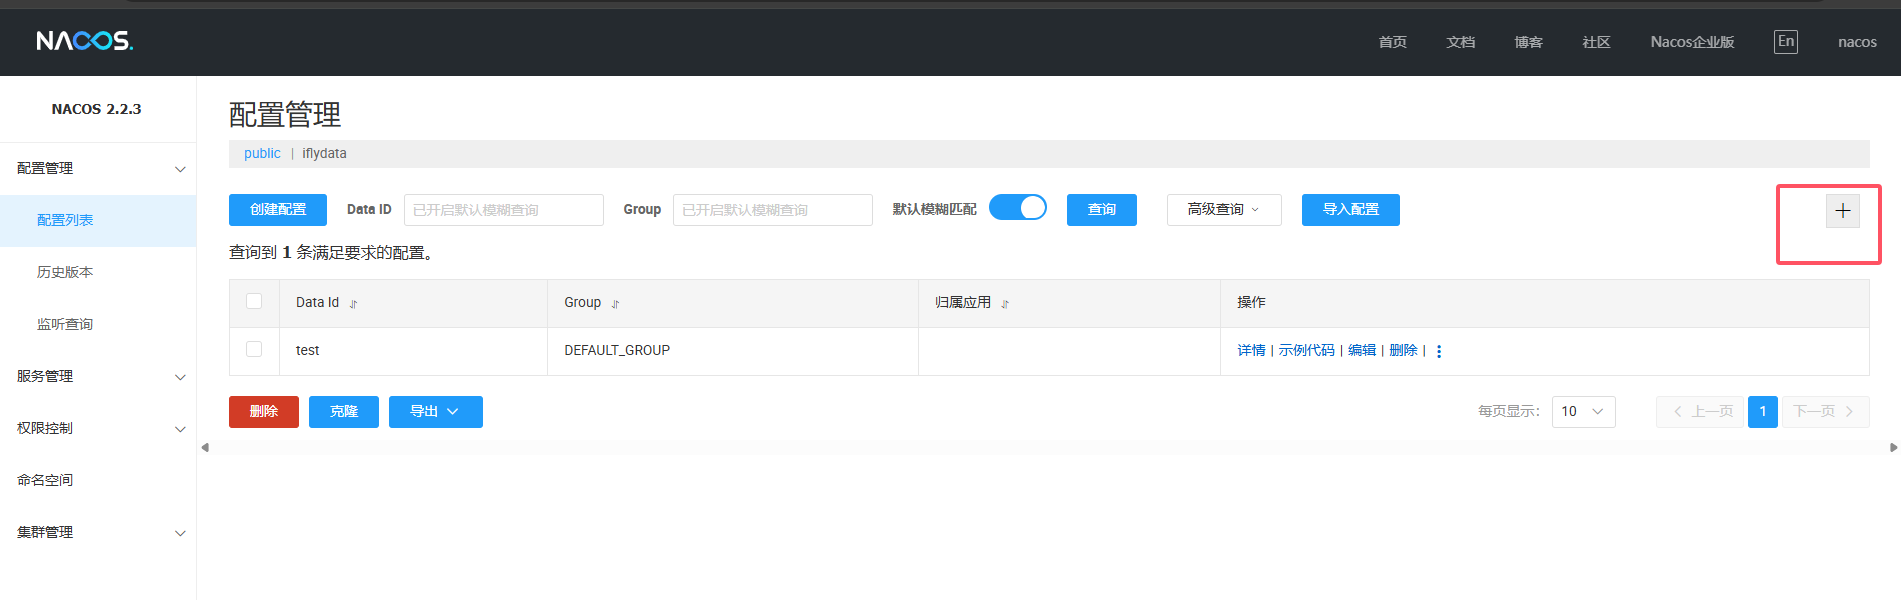 NACOS.
首页 文档 博客 社区 Nacos企业版 En nacos
NACOS 2.2.3
配置管理
配置列表
历史版本
监听查询
服务管理
权限控制
命名空间
集群管理
配置管理
public | iflydata
创建配置 Data ID 已开启默认模糊查询 Group 已开启默认模糊查询 默认模糊匹配 查询 高级查询 导入配置 +
查询到 1 条满足要求的配置。
Data Id Group 归属应用 操作
test DEFAULT_GROUP 详情 | 示例代码 | 编辑 | 删除 |
删除 克隆 导出 每页显示: 10 上一页 1 下一页